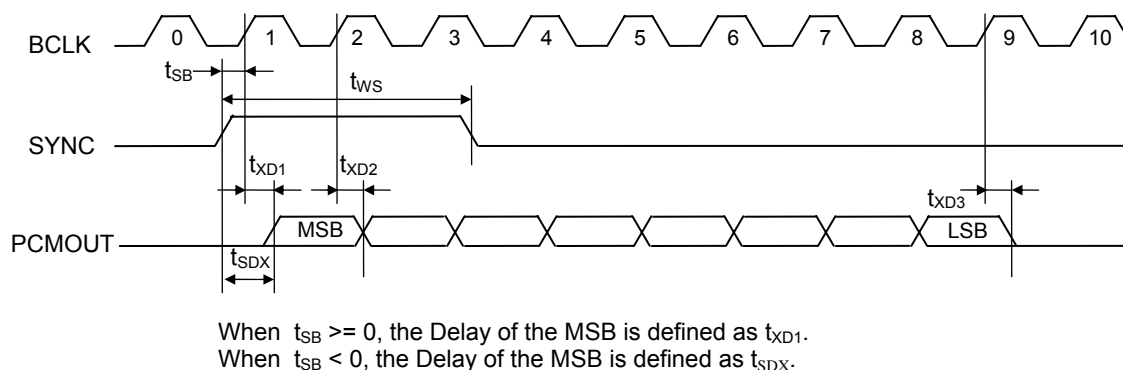 BCLK 0 1 2 3 4 5 6 7 8 9 10
tSB
tWS
SYNC
tXD1 tXD2 tXD3
PCMOUT MSB LSB
tSDX
When tSB >= 0, the Delay of the MSB is defined as tXD1.
When tSB < 0, the Delay of the MSB is defined as tSDX.